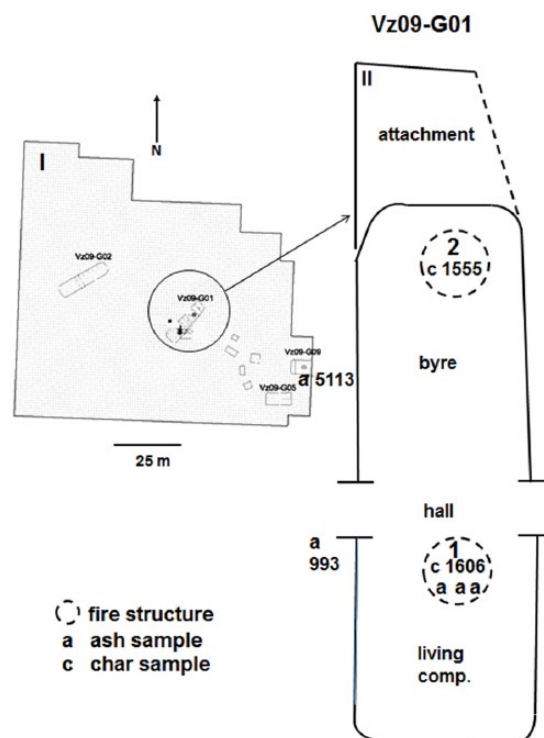 Vz09-G01
II
attachment
N
I
Vz09-G02
Vz09-G01
2
c 1555
byre
Vz09-G09
a 5113
Vz09-G05
25 m
hall
a
993
1
c 1606
a a a
fire structure
a ash sample
c char sample
living
comp.